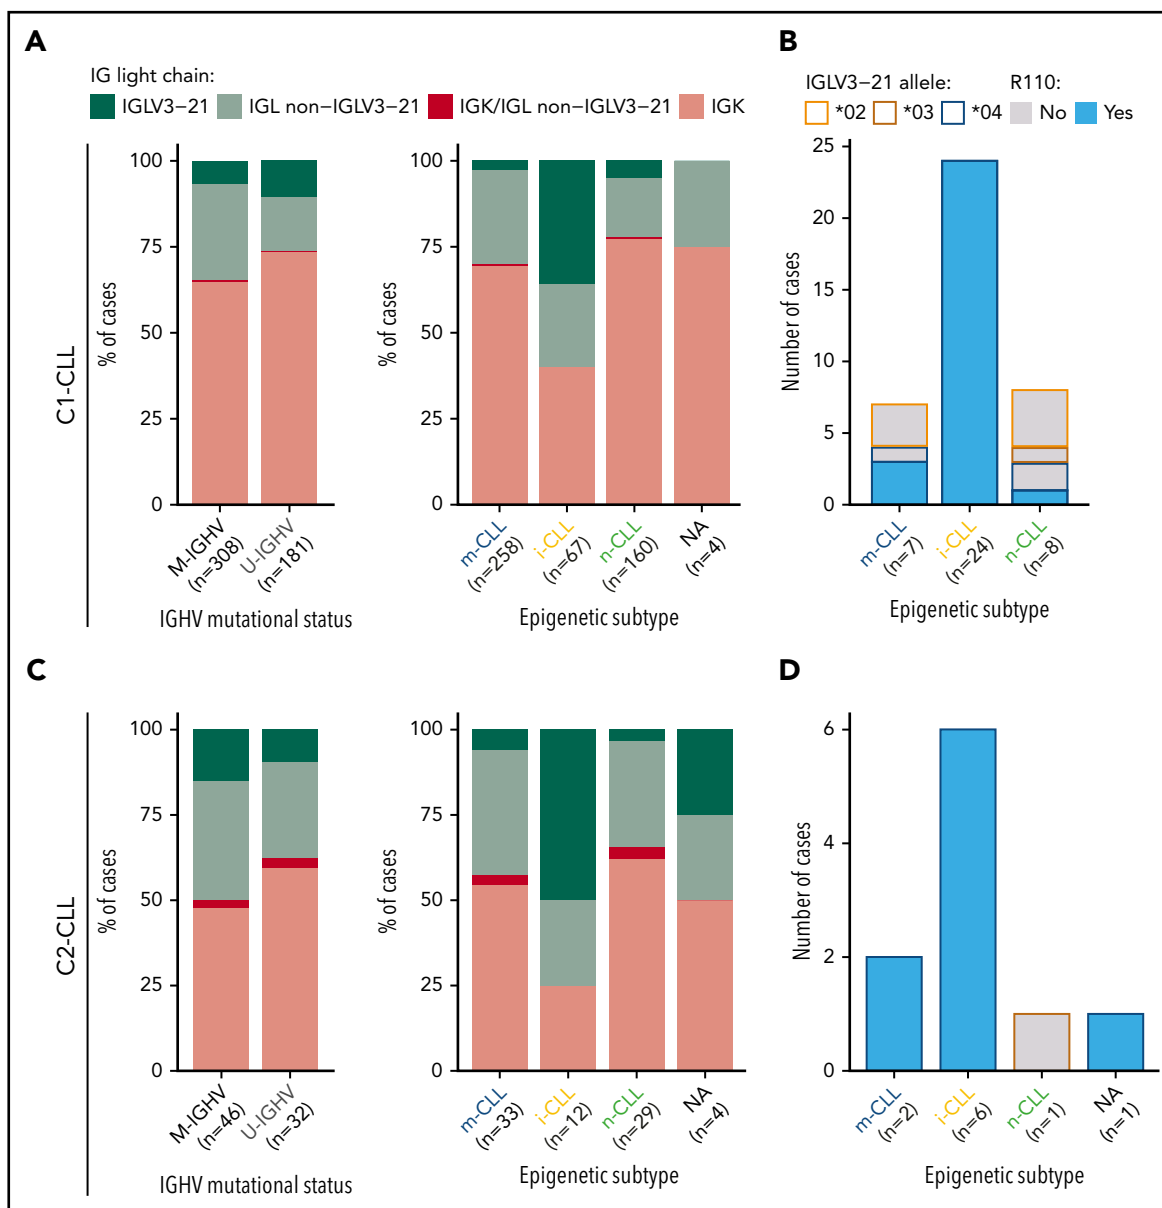 A
IG light chain:
IGLV3−21 IGL non−IGLV3−21 IGK/IGL non−IGLV3−21 IGK
C1-CLL
% of cases
100
75
50
25
0
M-IGHV (n=308)
U-IGHV (n=181)
IGHV mutational status
% of cases
100
75
50
25
0
m-CLL (n=258)
i-CLL (n=67)
n-CLL (n=160)
NA (n=4)
Epigenetic subtype
B
IGLV3−21 allele: R110:
*02 *03 *04 No Yes
Number of cases
25
20
15
10
5
0
m-CLL (n=7)
i-CLL (n=24)
n-CLL (n=8)
Epigenetic subtype
C
C2-CLL
% of cases
100
75
50
25
0
M-IGHV (n=46)
U-IGHV (n=32)
IGHV mutational status
% of cases
100
75
50
25
0
m-CLL (n=33)
i-CLL (n=12)
n-CLL (n=29)
NA (n=4)
Epigenetic subtype
D
Number of cases
6
4
2
0
m-CLL (n=2)
i-CLL (n=6)
n-CLL (n=1)
NA (n=1)
Epigenetic subtype